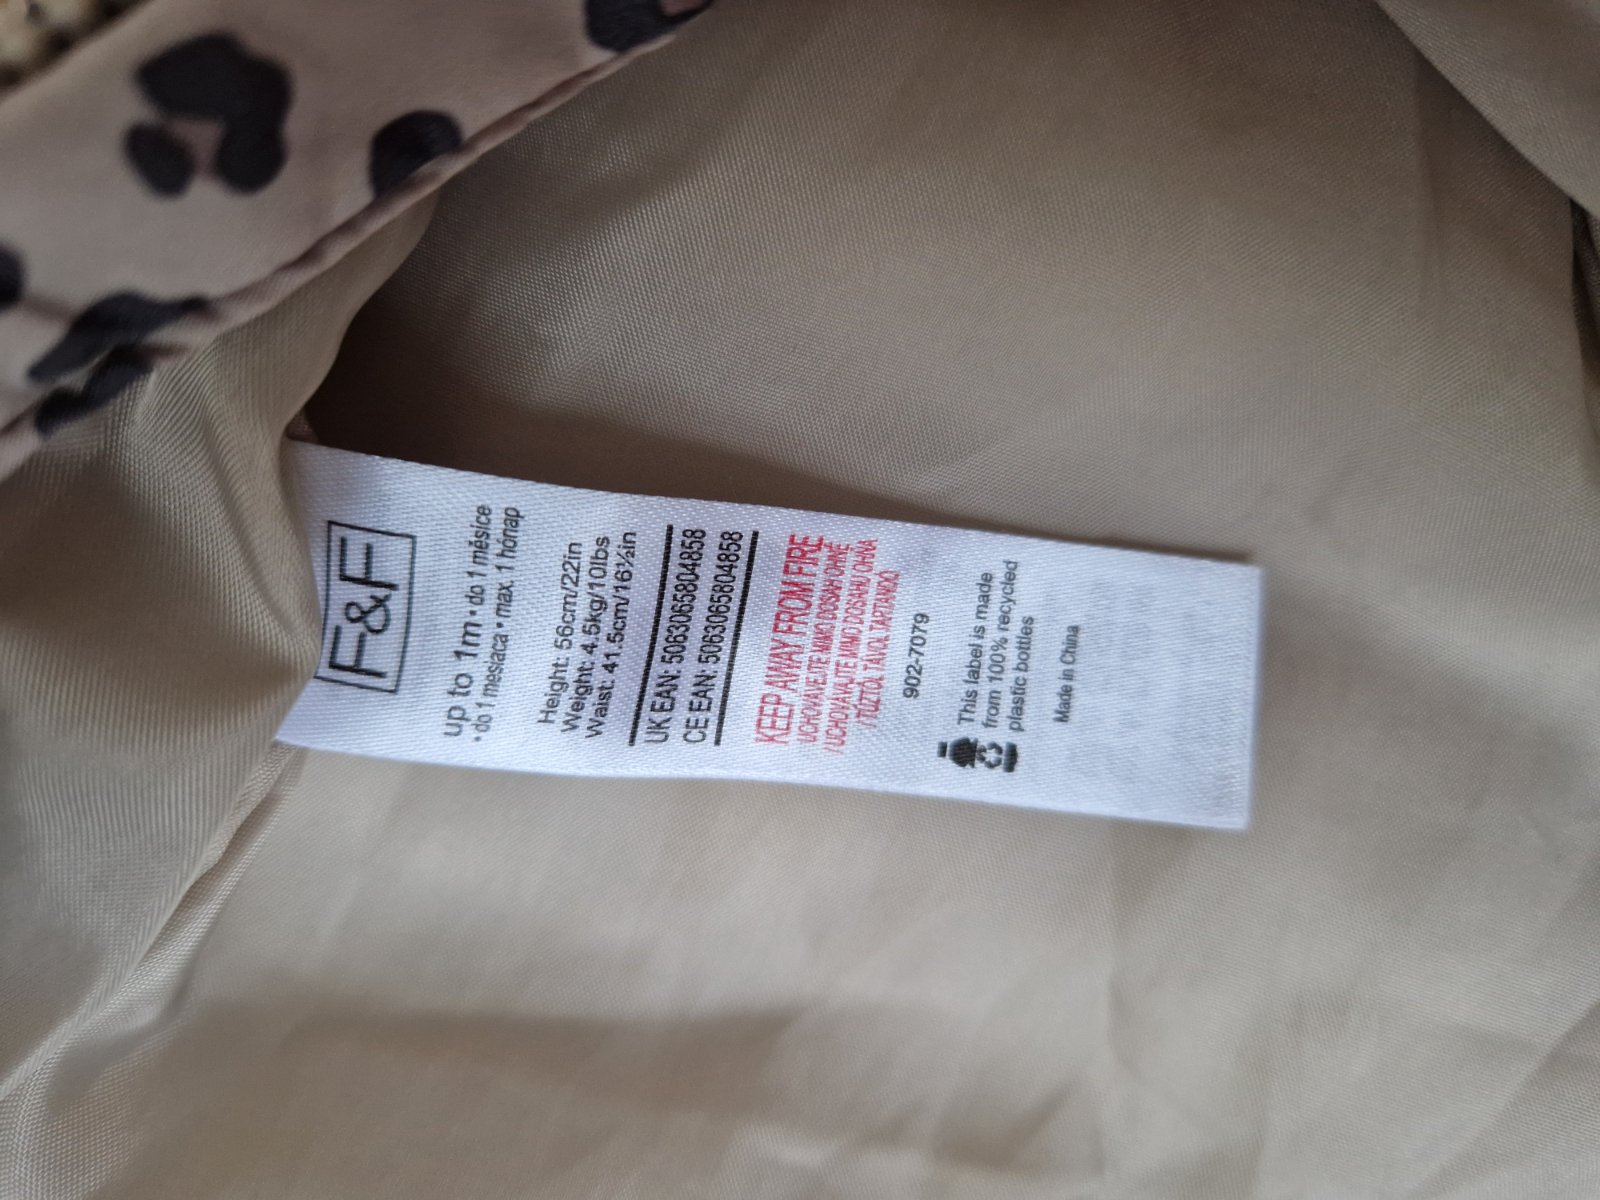 F&F
up to 1m • do 1 měsíce
• do 1 mesiaca • max. 1 hónap
Height: 56cm/22in
Weight: 4.5kg/10lbs
Waist: 41.5cm/16½in
UK EAN: 5063065804858
CE EAN: 5063065804858
KEEP AWAY FROM FIRE
UCHOVÁVEJTE MIMO DOSAH OHNĚ
/ UCHOVÁVAJTE MIMO DOSAHU OHŇA
/ TŰZTŐL TÁVOL TARTANDÓ
902-7079
This label is made
from 100% recycled
plastic bottles
Made in China